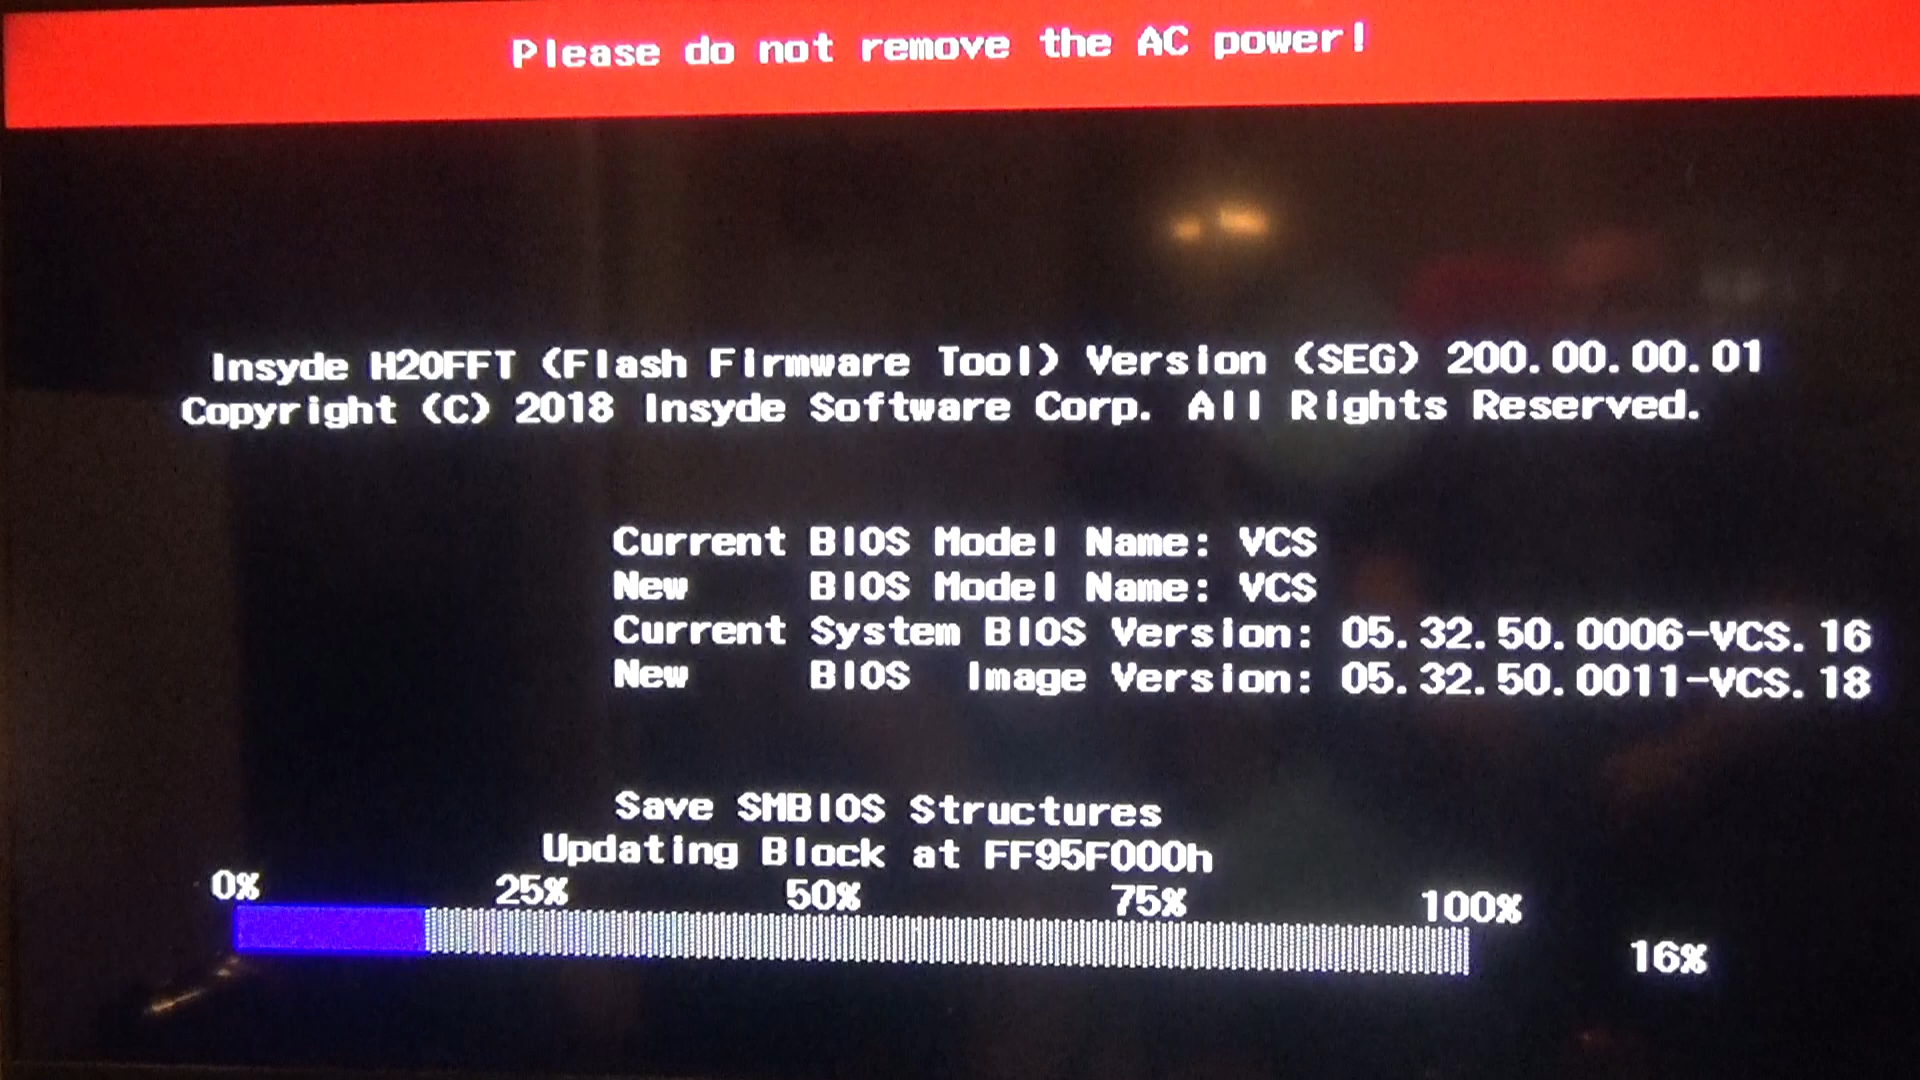 Please do not remove the AC power!
Insyde H2OFFT (Flash Firmware Tool) Version (SEG) 200.00.00.01
Copyright (C) 2018 Insyde Software Corp. All Rights Reserved.
Current BIOS Model Name: VCS
New BIOS Model Name: VCS
Current System BIOS Version: 05.32.50.0006-VCS.16
New BIOS Image Version: 05.32.50.0011-VCS.18
Save SMBIOS Structures
Updating Block at FF95F000h
0% 25% 50% 75% 100%
16%